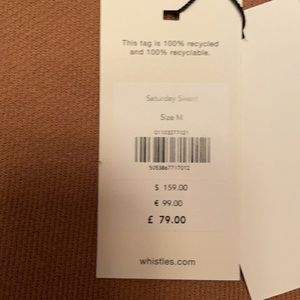 This tag is 100% recycled
and 100% recyclable.
Saturday Sweat
Size M
5053867717012
$ 159.00
€ 99.00
£ 79.00
whistles.com